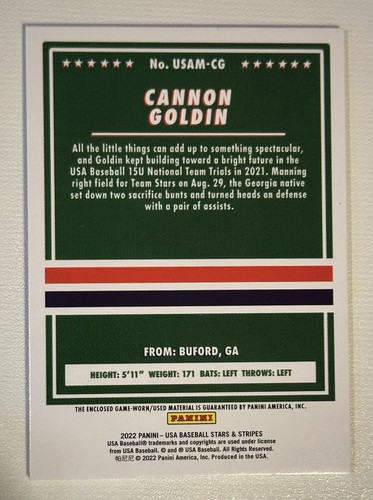 ★★★★★★ No. USAM-CG ★★★★★★
CANNON
GOLDIN
All the little things can add up to something spectacular,
and Goldin kept building toward a bright future in the
USA Baseball 15U National Team Trials in 2021. Manning
right field for Team Stars on Aug. 29, the Georgia native
set down two sacrifice bunts and turned heads on defense
with a pair of assists.
FROM: BUFORD, GA
HEIGHT: 5'11" WEIGHT: 171 BATS: LEFT THROWS: LEFT
THE ENCLOSED GAME-WORN/USED MATERIAL IS GUARANTEED BY PANINI AMERICA, INC.
PANINI
2022 PANINI – USA BASEBALL STARS & STRIPES
USA Baseball® trademarks and copyrights are used under license
from USA Baseball. © and ® USA Baseball. All Rights Reserved.
帕尼尼 © 2022 Panini America, Inc. Produced in the USA.